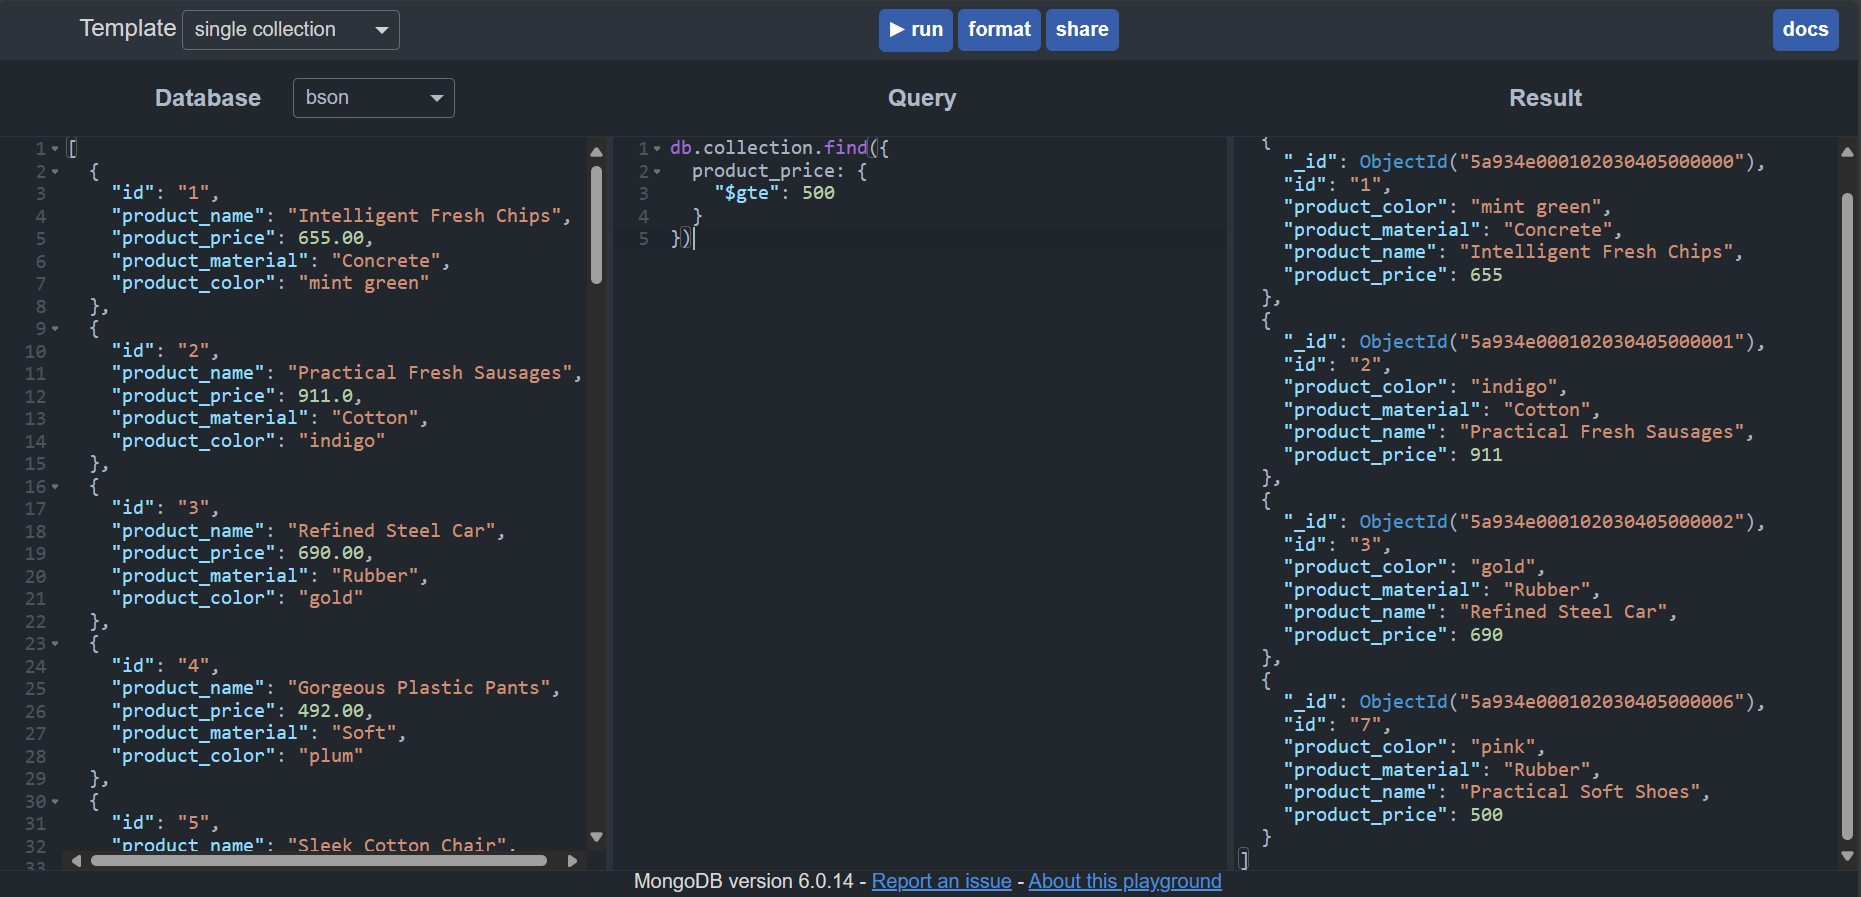 Template single collection ▶ run format share docs
Database bson Query Result
1 [
2 {
3 "id": "1",
4 "product_name": "Intelligent Fresh Chips",
5 "product_price": 655.00,
6 "product_material": "Concrete",
7 "product_color": "mint green"
8 },
9 {
10 "id": "2",
11 "product_name": "Practical Fresh Sausages",
12 "product_price": 911.0,
13 "product_material": "Cotton",
14 "product_color": "indigo"
15 },
16 {
17 "id": "3",
18 "product_name": "Refined Steel Car",
19 "product_price": 690.00,
20 "product_material": "Rubber",
21 "product_color": "gold"
22 },
23 {
24 "id": "4",
25 "product_name": "Gorgeous Plastic Pants",
26 "product_price": 492.00,
27 "product_material": "Soft",
28 "product_color": "plum"
29 },
30 {
31 "id": "5",
32 "product_name": "Sleek Cotton Chair",
33
1 db.collection.find({
2 product_price: {
3 "$gte": 500
4 }
5 })
{
"_id": ObjectId("5a934e000102030405000000"),
"id": "1",
"product_color": "mint green",
"product_material": "Concrete",
"product_name": "Intelligent Fresh Chips",
"product_price": 655
},
{
"_id": ObjectId("5a934e000102030405000001"),
"id": "2",
"product_color": "indigo",
"product_material": "Cotton",
"product_name": "Practical Fresh Sausages",
"product_price": 911
},
{
"_id": ObjectId("5a934e000102030405000002"),
"id": "3",
"product_color": "gold",
"product_material": "Rubber",
"product_name": "Refined Steel Car",
"product_price": 690
},
{
"_id": ObjectId("5a934e000102030405000006"),
"id": "7",
"product_color": "pink",
"product_material": "Rubber",
"product_name": "Practical Soft Shoes",
"product_price": 500
}
]
MongoDB version 6.0.14 - Report an issue - About this playground